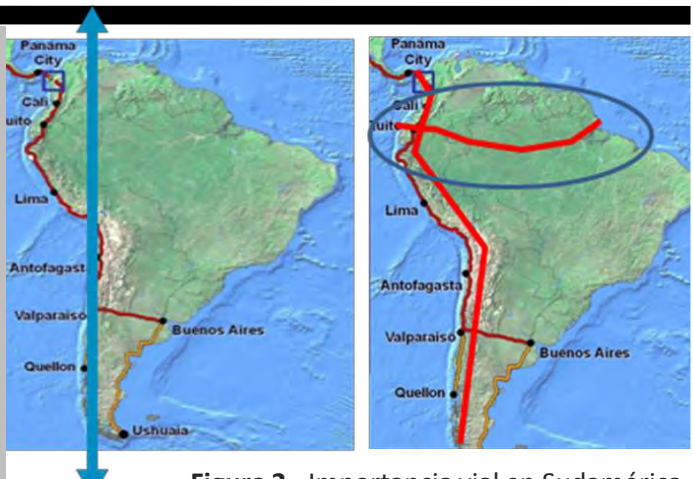 Panama
City
Cali
uito
Lima
Antofagast
Valparaiso
Buenos Aires
Quellon
Ushuaia
Panama
City
Cali
Quito
Lima
Antofagasta
Valparaiso
Buenos Aires
Quellon
Figura 2. Importancia vial en Sudamérica